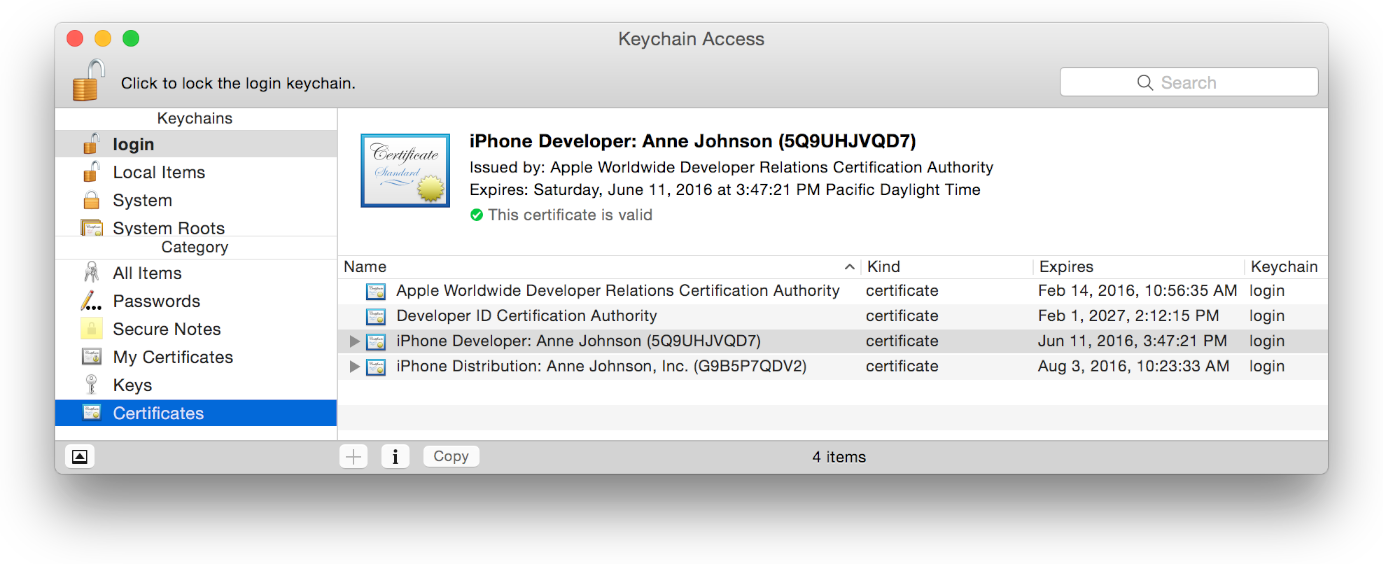 Keychain Access
Click to lock the login keychain.
Search
Keychains
login
Local Items
System
System Roots
Category
All Items
Passwords
Secure Notes
My Certificates
Keys
Certificates
Certificate
Standard
iPhone Developer: Anne Johnson (5Q9UHJVQD7)
Issued by: Apple Worldwide Developer Relations Certification Authority
Expires: Saturday, June 11, 2016 at 3:47:21 PM Pacific Daylight Time
This certificate is valid
Name Kind Expires Keychain
Apple Worldwide Developer Relations Certification Authority certificate Feb 14, 2016, 10:56:35 AM login
Developer ID Certification Authority certificate Feb 1, 2027, 2:12:15 PM login
iPhone Developer: Anne Johnson (5Q9UHJVQD7) certificate Jun 11, 2016, 3:47:21 PM login
iPhone Distribution: Anne Johnson, Inc. (G9B5P7QDV2) certificate Aug 3, 2016, 10:23:33 AM login
+ i Copy 4 items